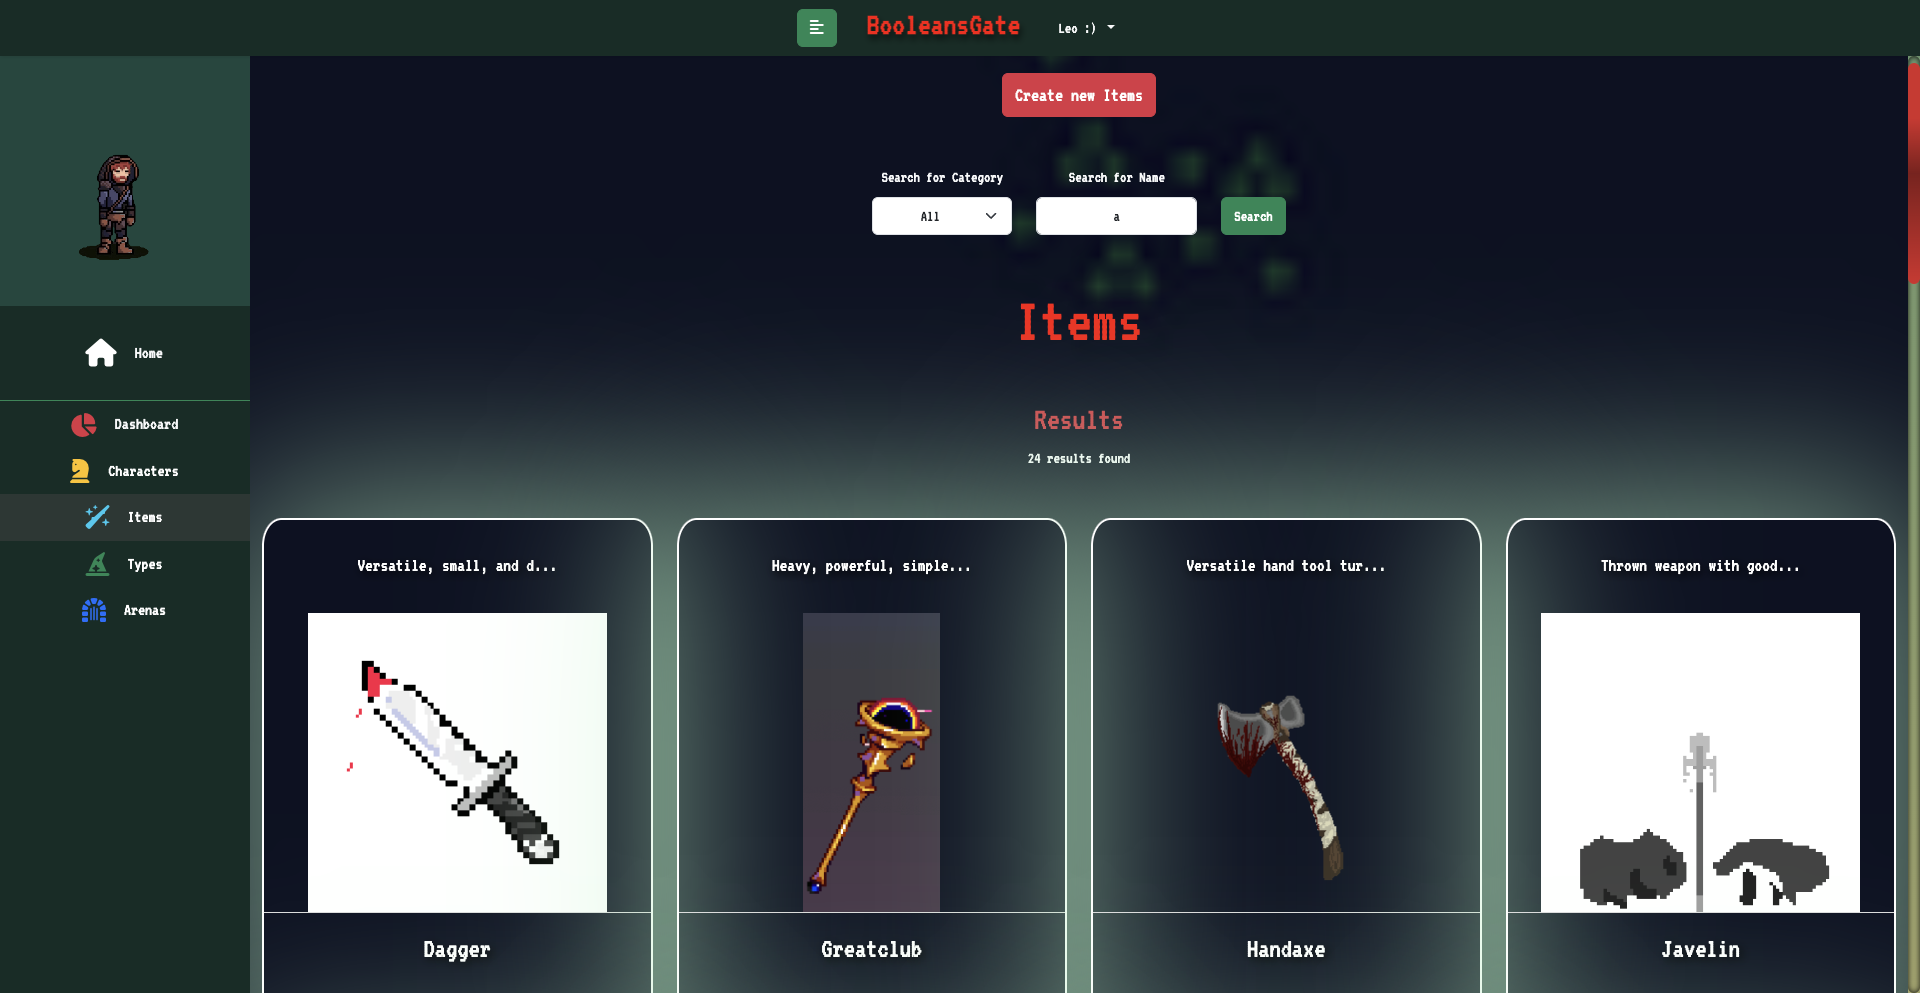 BooleansGate
Leo :)
Create new Items
Search for Category
Search for Name
All
a
Search
Home
Dashboard
Characters
Items
Types
Arenas
Items
Results
24 results found
Versatile, small, and d...
Heavy, powerful, simple...
Versatile hand tool tur...
Thrown weapon with good...
Dagger
Greatclub
Handaxe
Javelin